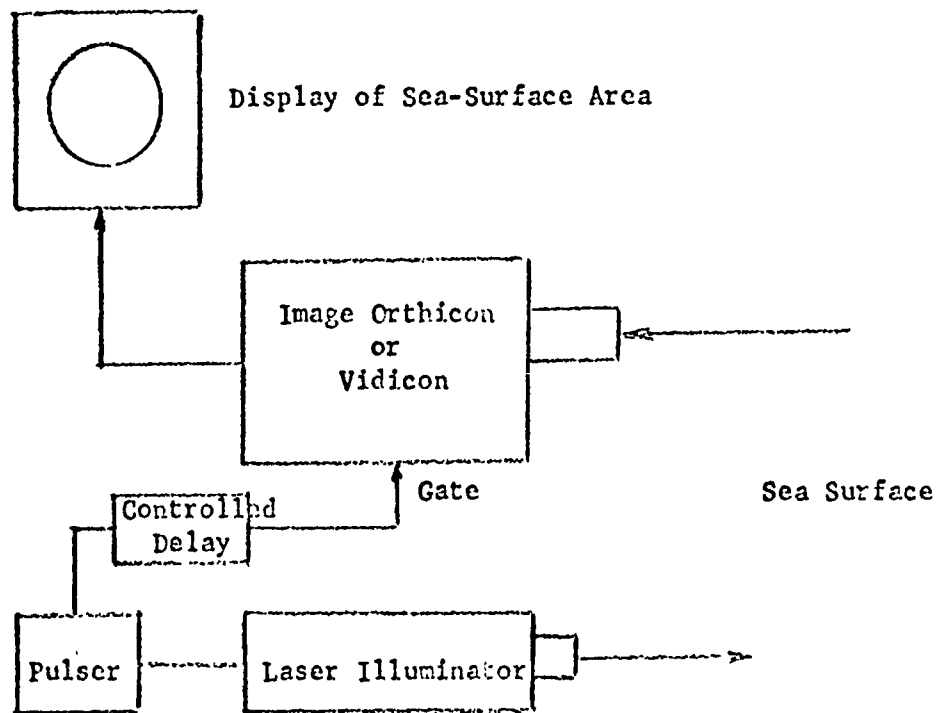 Display of Sea-Surface Area
Image Orthicon
or
Vidicon
Gate
Sea Surface
Controlled
Delay
Pulser
Laser Illuminator